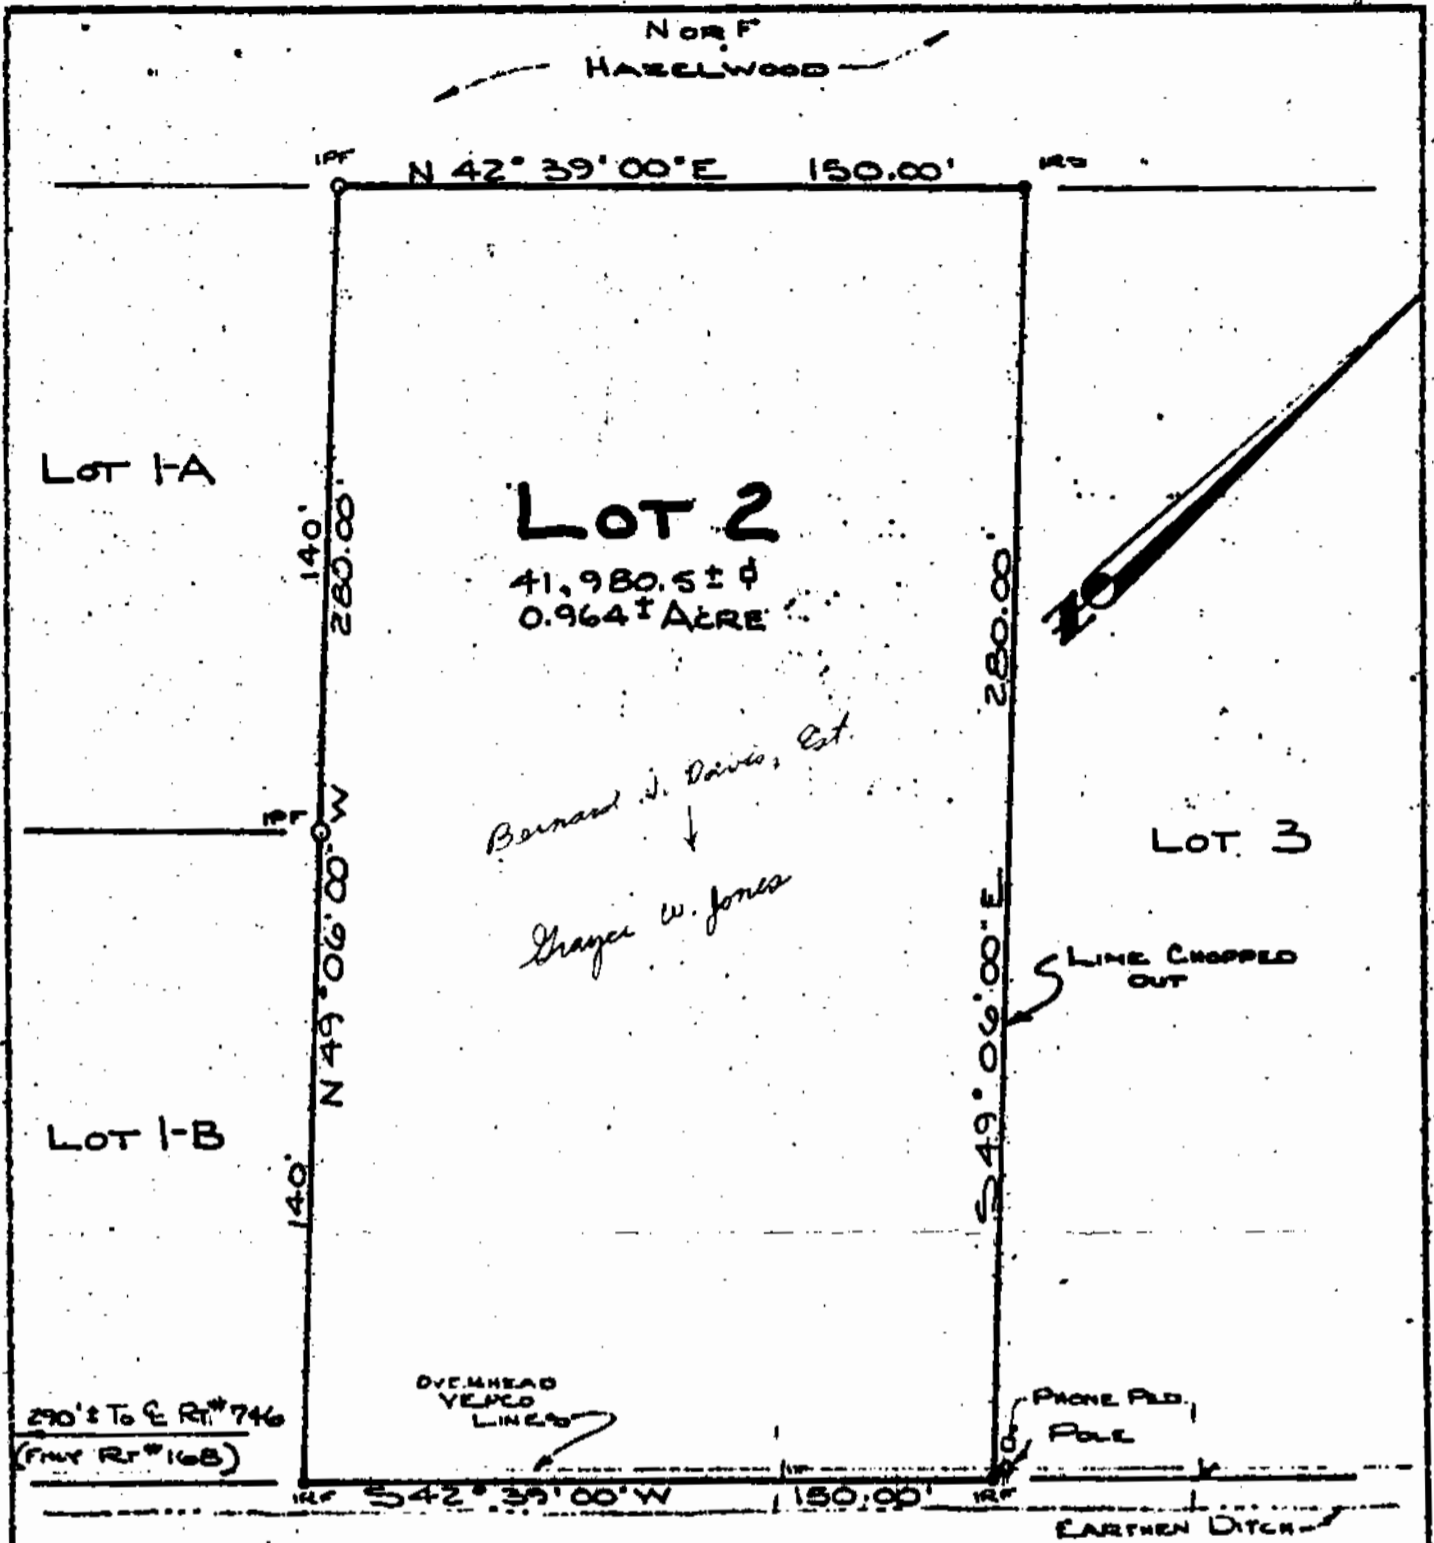 N OR F
HAZELWOOD
IPF
N 42° 39' 00" E 150.00'
IRS
LOT 1-A
140'
280.00'
LOT 2
41,980.5 ± ⏀
0.964 ± ACRE
280.00'
N
Bernard J. Davis, Est.
↓
Grayce W. Jones
IPF
N 49° 06' 00" W
LOT 3
LINE CHOPPED
OUT
S 49° 06' 00" E
LOT 1-B
140'
OVERHEAD
VEPCO
LINES
290' ± TO ℄ RT. # 746
(FMLY RT # 168)
PHONE PED.
POLE
IRF
S 42° 39' 00" W 150.00'
IRF
EARTHEN DITCH